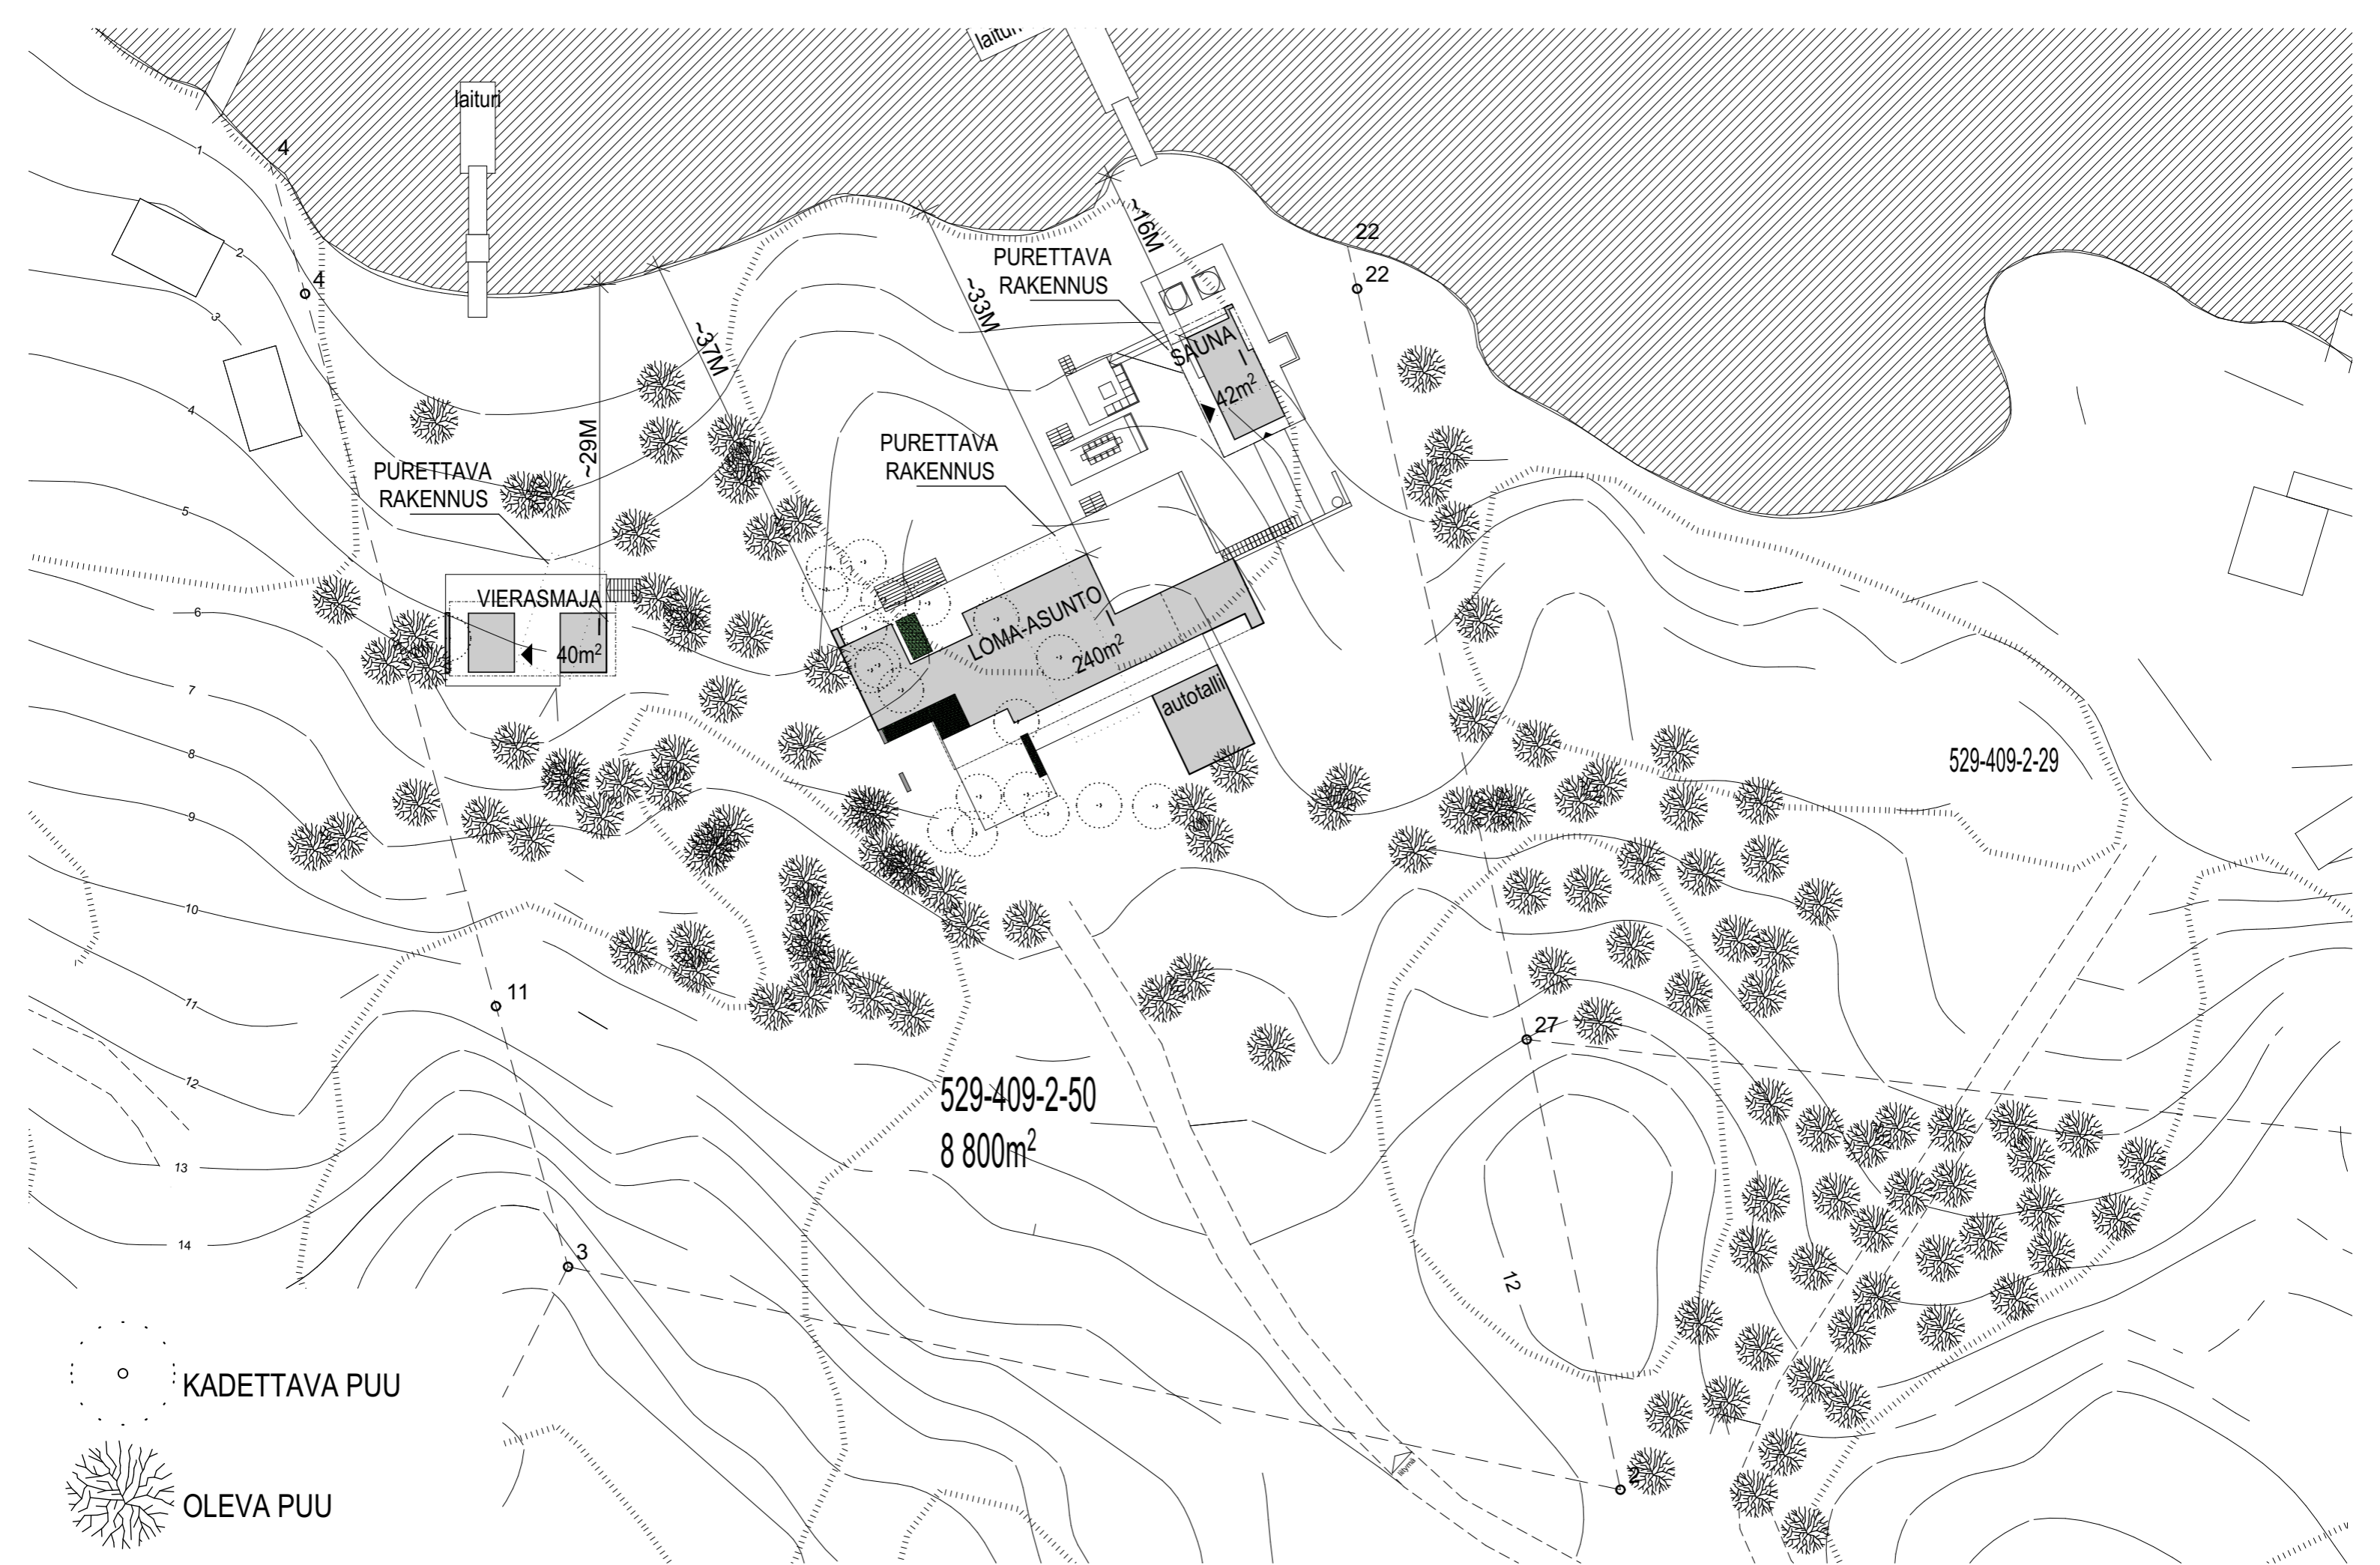 laituri
laituri
4
4
1
2
3
4
5
6
7
8
9
10
11
12
13
14
~16M
22
22
PURETTAVA
RAKENNUS
~33M
~37M
~29M
SAUNA
I
42m²
PURETTAVA
RAKENNUS
PURETTAVA
RAKENNUS
VIERASMAJA
I
40m²
LOMA-ASUNTO
I
240m²
autotalli
529-409-2-29
11
27
529-409-2-50
8 800m²
3
12
2
liittymä
KADETTAVA PUU
OLEVA PUU